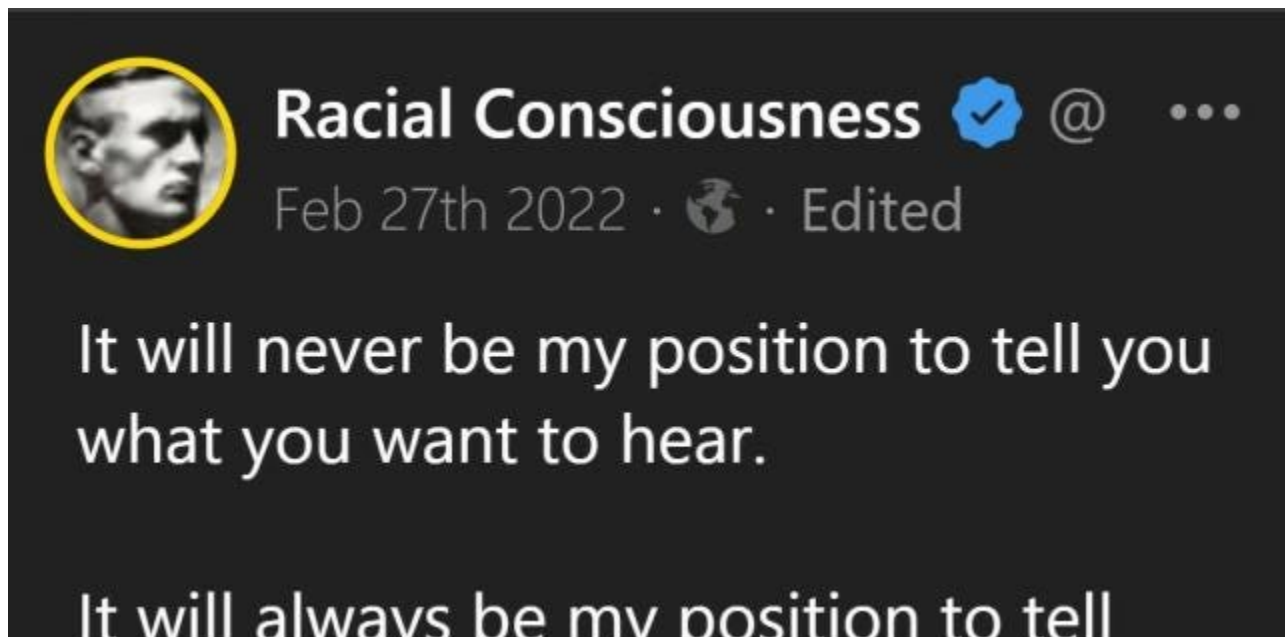 Racial Consciousness @
Feb 27th 2022 · · Edited
It will never be my position to tell you
what you want to hear.
It will always be my position to tell